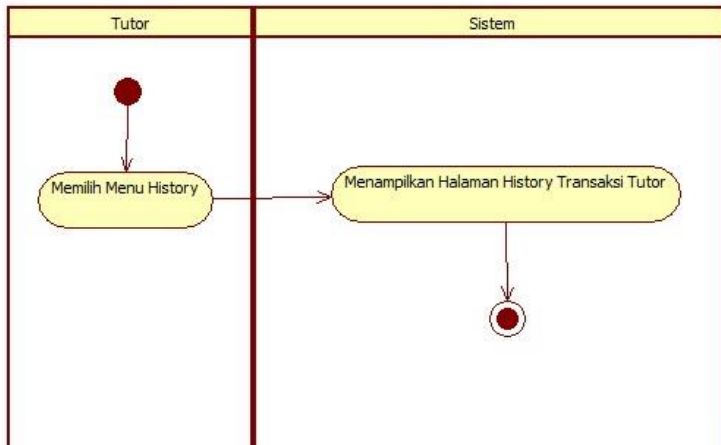 Tutor
Sistem
Memilih Menu History
Menampilkan Halaman History Transaksi Tutor